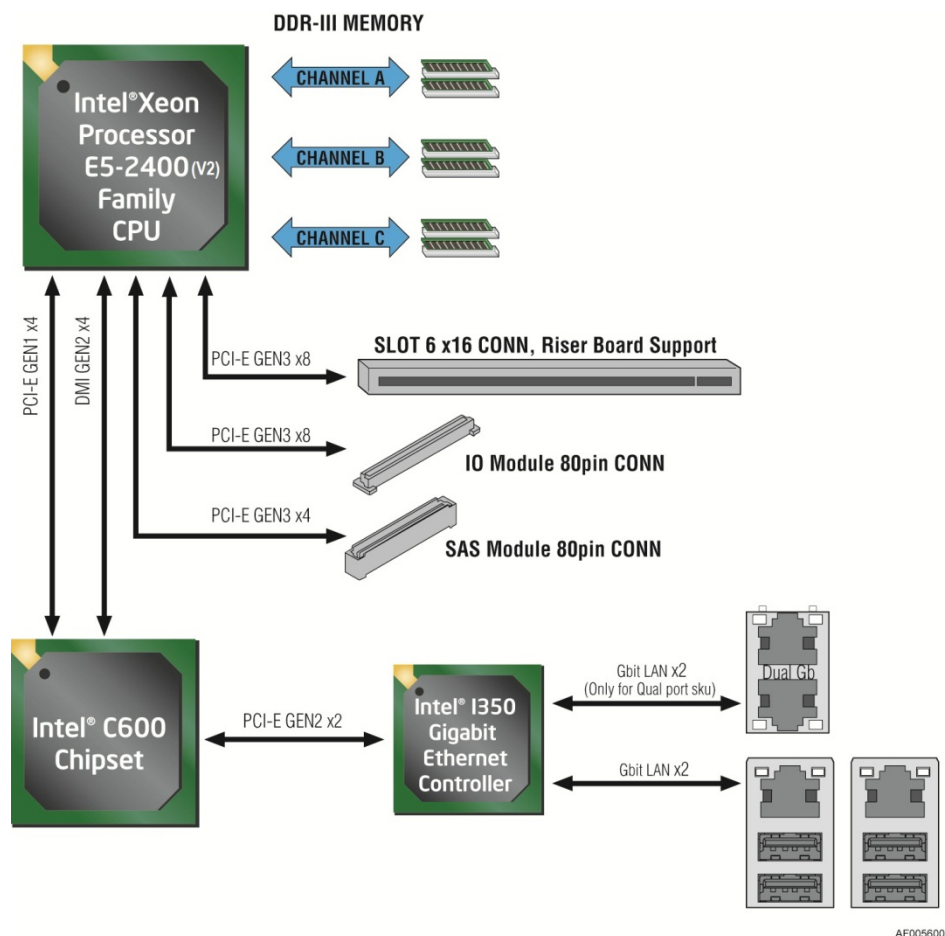 DDR-III MEMORY
Intel®Xeon
Processor
E5-2400(V2)
Family
CPU
CHANNEL A
CHANNEL B
CHANNEL C
PCI-E GEN1 x4
DMI GEN2 x4
PCI-E GEN3 x8
SLOT 6 x16 CONN, Riser Board Support
PCI-E GEN3 x8
IO Module 80pin CONN
PCI-E GEN3 x4
SAS Module 80pin CONN
Intel® C600
Chipset
PCI-E GEN2 x2
Intel® I350
Gigabit
Ethernet
Controller
Gbit LAN x2
(Only for Qual port sku)
Dual Gb
Gbit LAN x2
AF005600